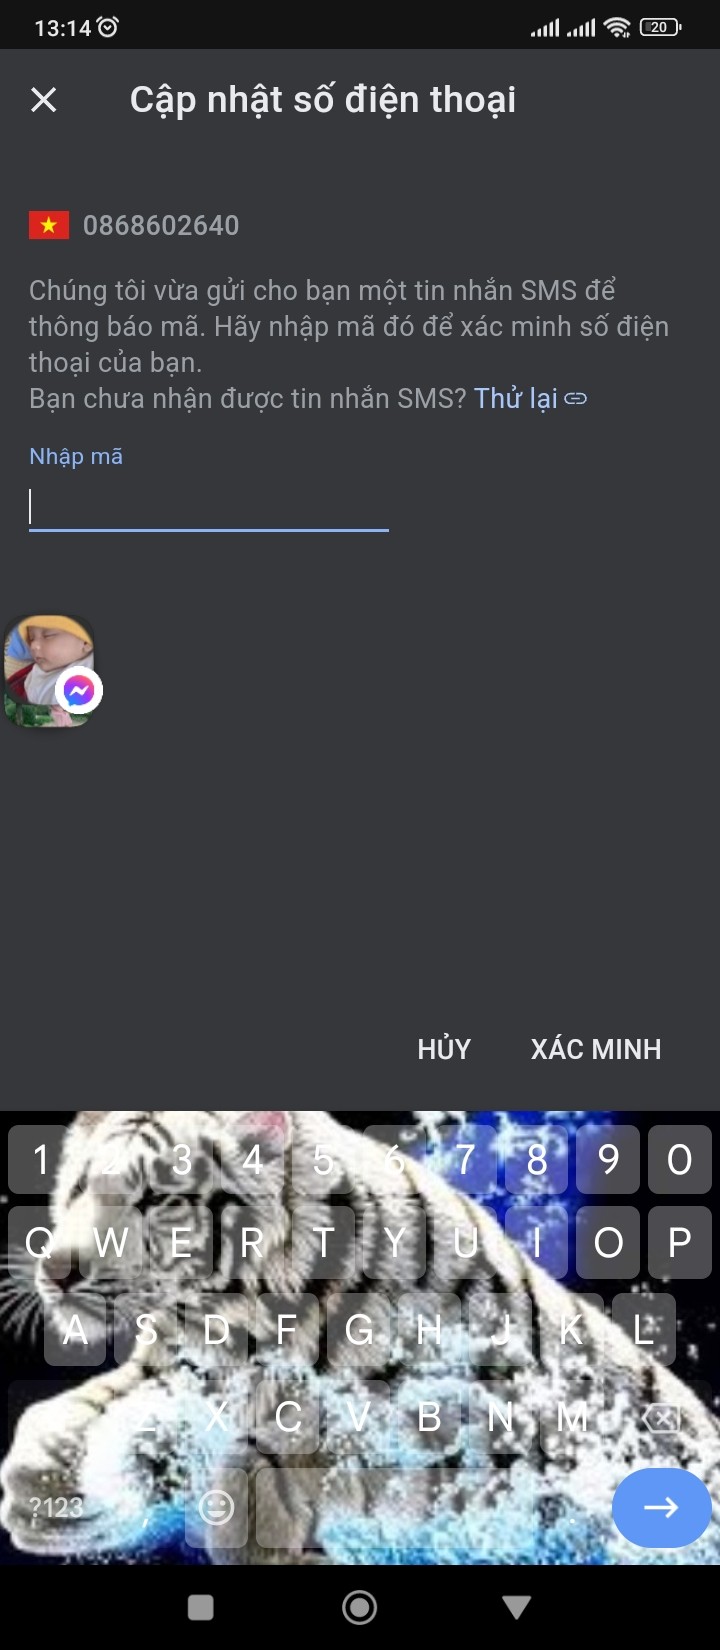 13:14
20
Cập nhật số điện thoại
0868602640
Chúng tôi vừa gửi cho bạn một tin nhắn SMS để
thông báo mã. Hãy nhập mã đó để xác minh số điện
thoại của bạn.
Bạn chưa nhận được tin nhắn SMS? Thử lại
Nhập mã
HỦY XÁC MINH
1 2 3 4 5 6 7 8 9 0
Q W E R T Y U I O P
A S D F G H J K L
Z X C V B N M
?123 , .